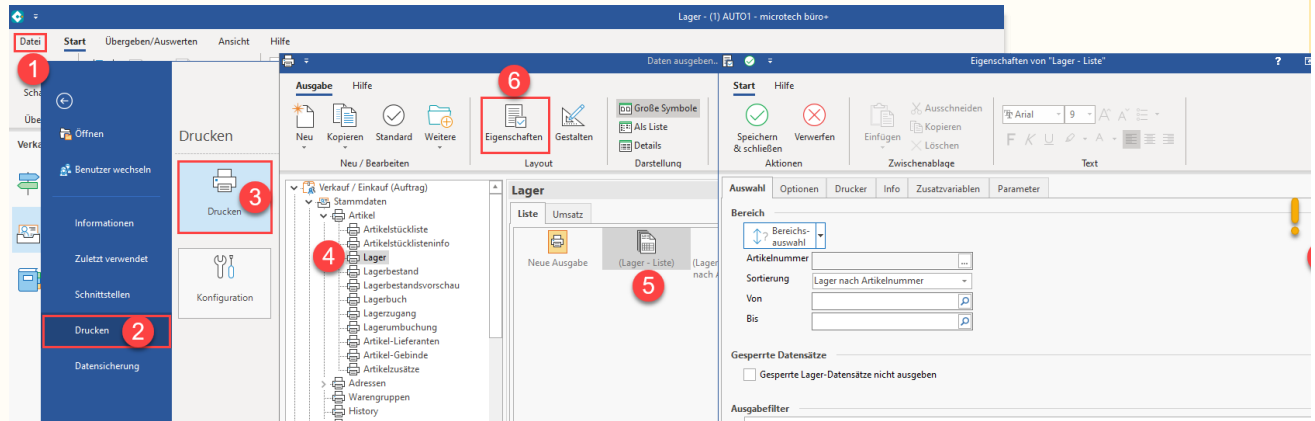 Lager - (1) AUTO1 - microtech büro+
Datei Start Übergeben/Auswerten Ansicht Hilfe
1
Verka
Öffnen
Benutzer wechseln
Informationen
Zuletzt verwendet
Schnittstellen
Drucken 2
Datensicherung
Drucken
Drucken 3
Konfiguration
Daten ausgeben..
Ausgabe Hilfe
6
Neu Kopieren Standard Weitere
Neu / Bearbeiten
Eigenschaften Gestalten
Layout
Große Symbole
Als Liste
Details
Darstellung
Verkauf / Einkauf (Auftrag)
Stammdaten
Artikel
Artikelstückliste
Artikelstücklisteninfo
4 Lager
Lagerbestand
Lagerbestandsvorschau
Lagerbuch
Lagerzugang
Lagerumbuchung
Artikel-Lieferanten
Artikel-Gebinde
Artikelzusätze
Adressen
Warengruppen
History
Lager
Liste Umsatz
Neue Ausgabe (Lager - Liste) (Lager
nach A
5
Eigenschaften von "Lager - Liste" ?
Start Hilfe
Speichern
& schließen
Verwerfen
Aktionen
Einfügen
Ausschneiden
Kopieren
Löschen
Zwischenablage
Arial 9
F K U
Text
Auswahl Optionen Drucker Info Zusatzvariablen Parameter
Bereich
Bereichs-
auswahl
Artikelnummer ...
Sortierung Lager nach Artikelnummer
Von
Bis
Gesperrte Datensätze
Gesperrte Lager-Datensätze nicht ausgeben
Ausgabefilter